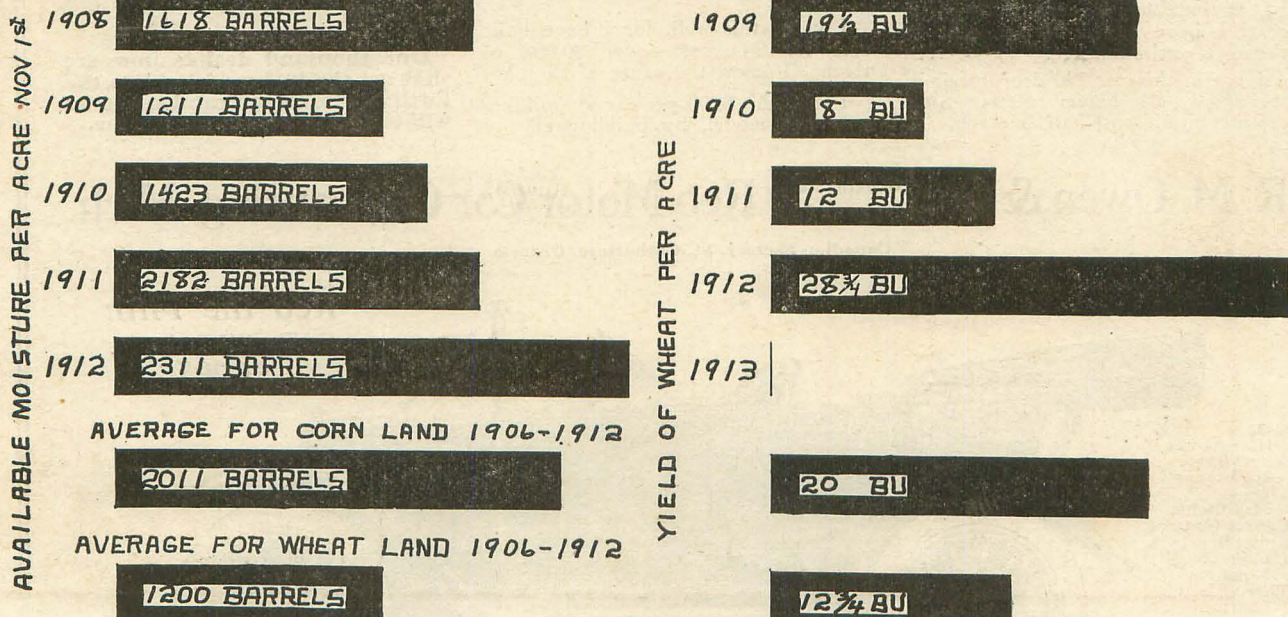 AVAILABLE MOISTURE PER ACRE NOV 1st
1908 1618 BARRELS
1909 1211 BARRELS
1910 1423 BARRELS
1911 2182 BARRELS
1912 2311 BARRELS
AVERAGE FOR CORN LAND 1906-1912
2011 BARRELS
AVERAGE FOR WHEAT LAND 1906-1912
1200 BARRELS
YIELD OF WHEAT PER ACRE
1909 19½ BU
1910 8 BU
1911 12 BU
1912 28¾ BU
1913
20 BU
12¾ BU